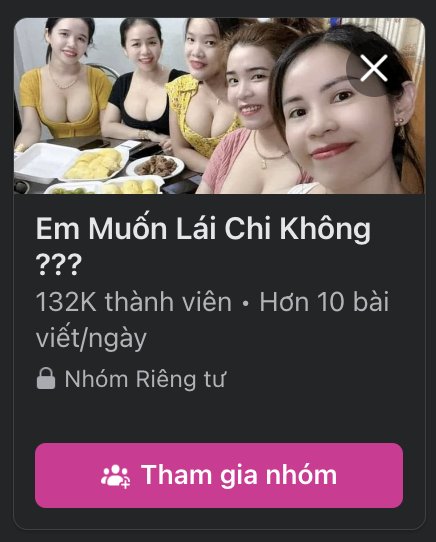 Em Muốn Lái Chi Không
???
132K thành viên • Hơn 10 bài
viết/ngày
Nhóm Riêng tư
Tham gia nhóm